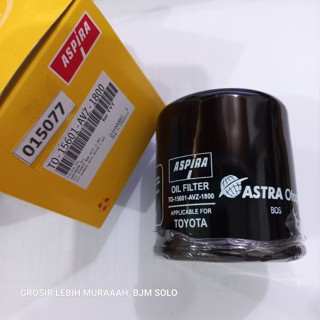 ASPIRA
015077
TO-15601-AVZ-1800
ASPIRA
OIL FILTER
TO-15601-AVZ-1800
APPLICABLE FOR
TOYOTA
ASTRA
BOS
GROSIR LEBIH MURAAAH, BJM SOLO